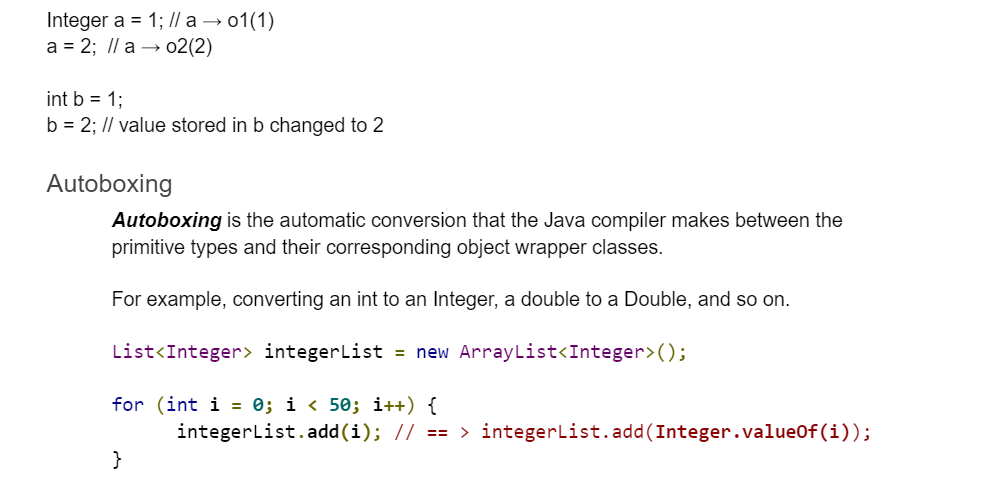 Integer a = 1; // a → o1(1)
a = 2;  // a → o2(2)
int b = 1;
b = 2; // value stored in b changed to 2
Autoboxing
Autoboxing is the automatic conversion that the Java compiler makes between the
primitive types and their corresponding object wrapper classes.
For example, converting an int to an Integer, a double to a Double, and so on.
List<Integer> integerList = new ArrayList<Integer>();
for (int i = 0; i < 50; i++) {
integerList.add(i); // == > integerList.add(Integer.valueOf(i));
}